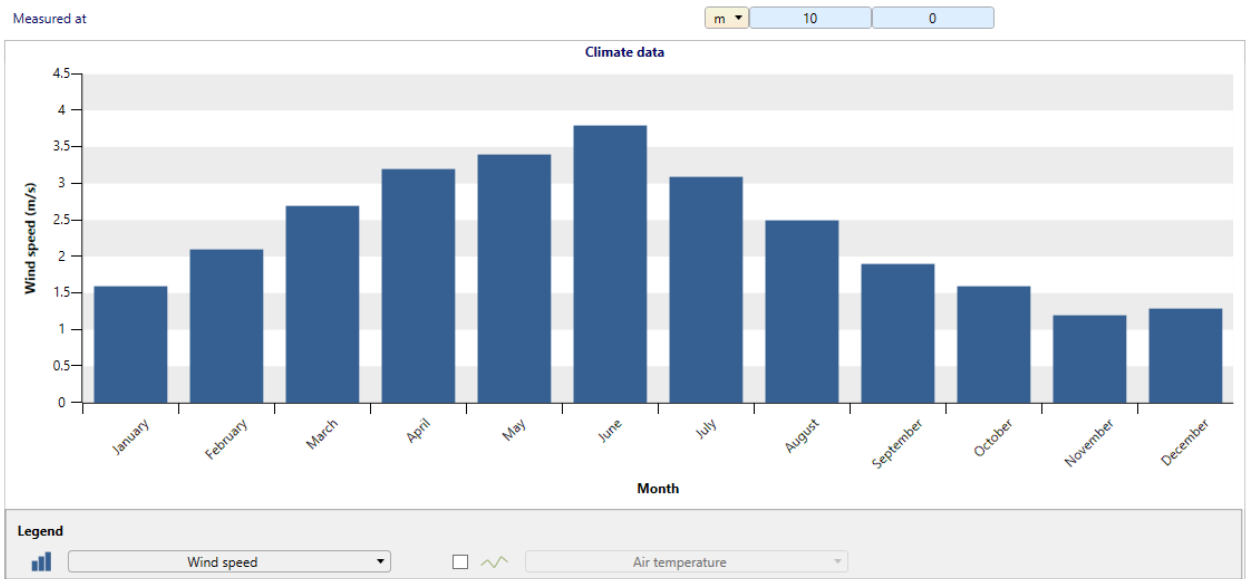 Measured at m 10 0
Climate data
Wind speed (m/s)
4.5
4
3.5
3
2.5
2
1.5
1
0.5
0
January February March April May June July August September October November December
Month
Legend
Wind speed Air temperature